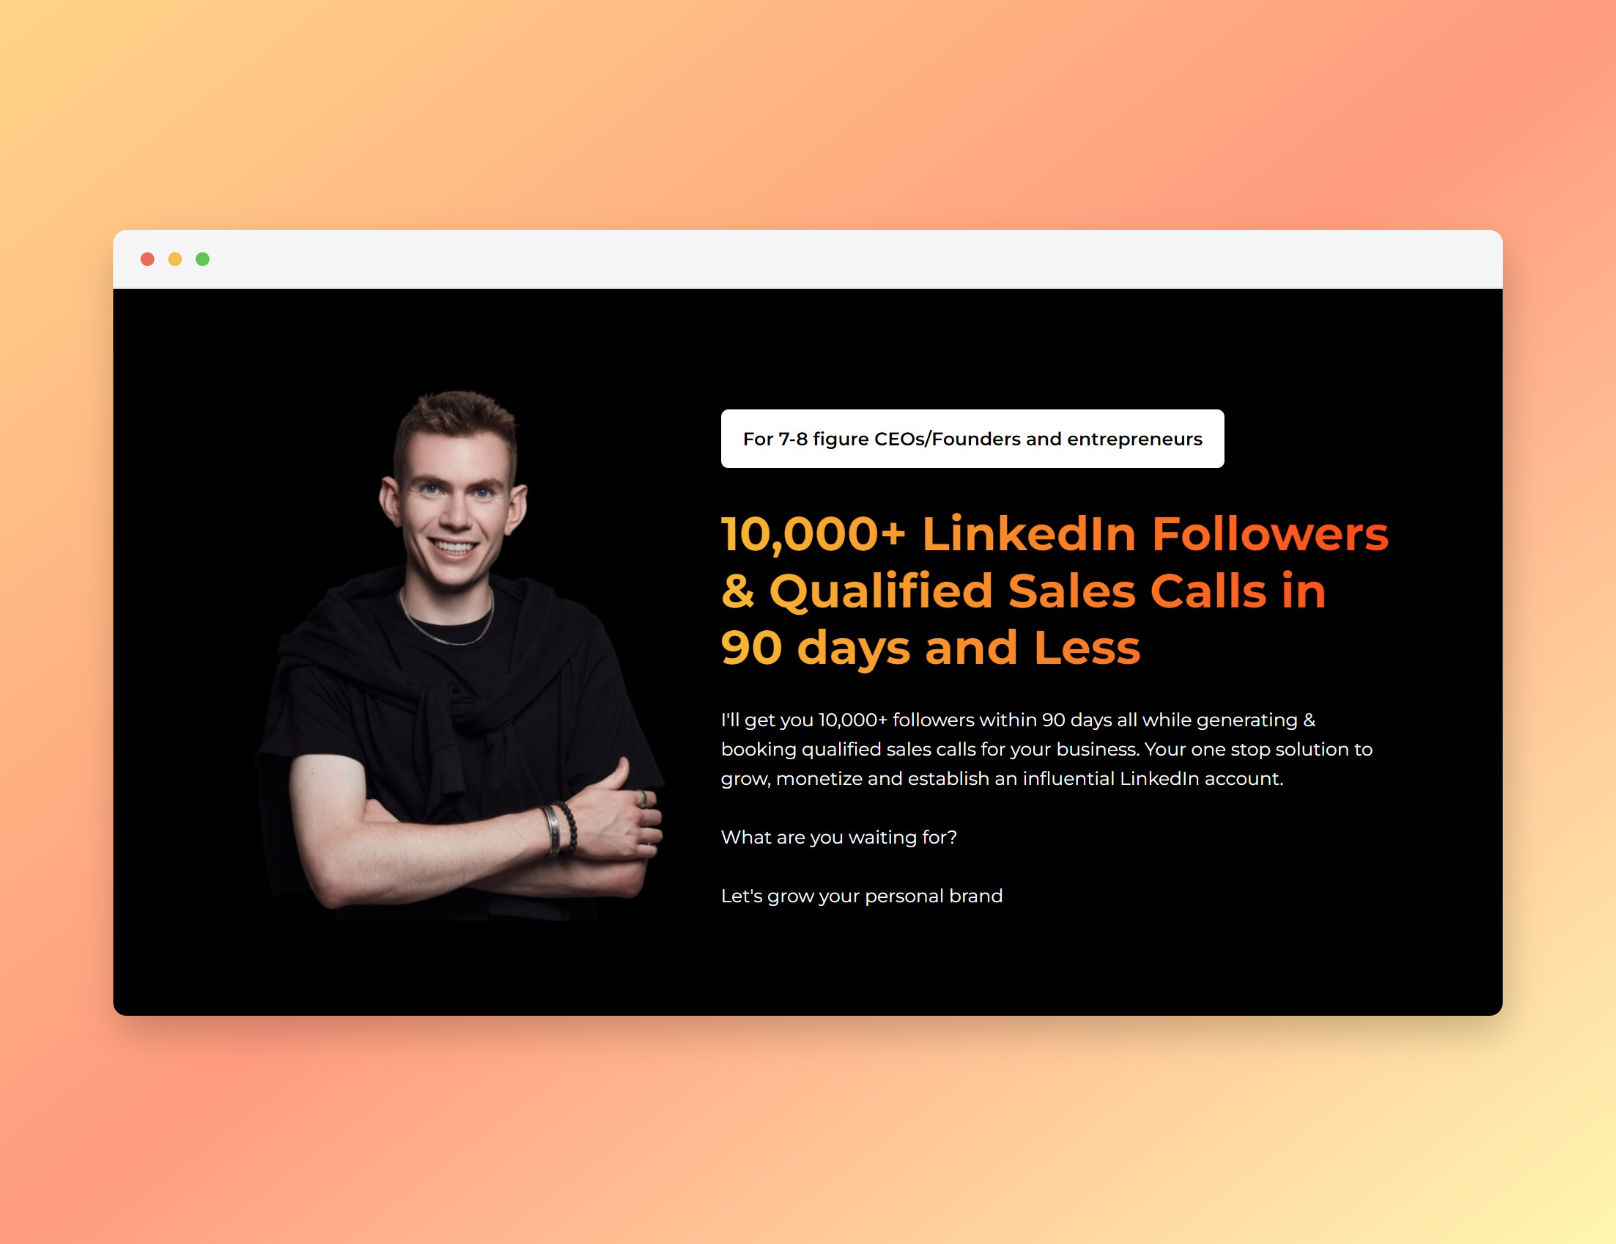 For 7-8 figure CEOs/Founders and entrepreneurs
10,000+ LinkedIn Followers
& Qualified Sales Calls in
90 days and Less
I'll get you 10,000+ followers within 90 days all while generating &
booking qualified sales calls for your business. Your one stop solution to
grow, monetize and establish an influential LinkedIn account.
What are you waiting for?
Let's grow your personal brand